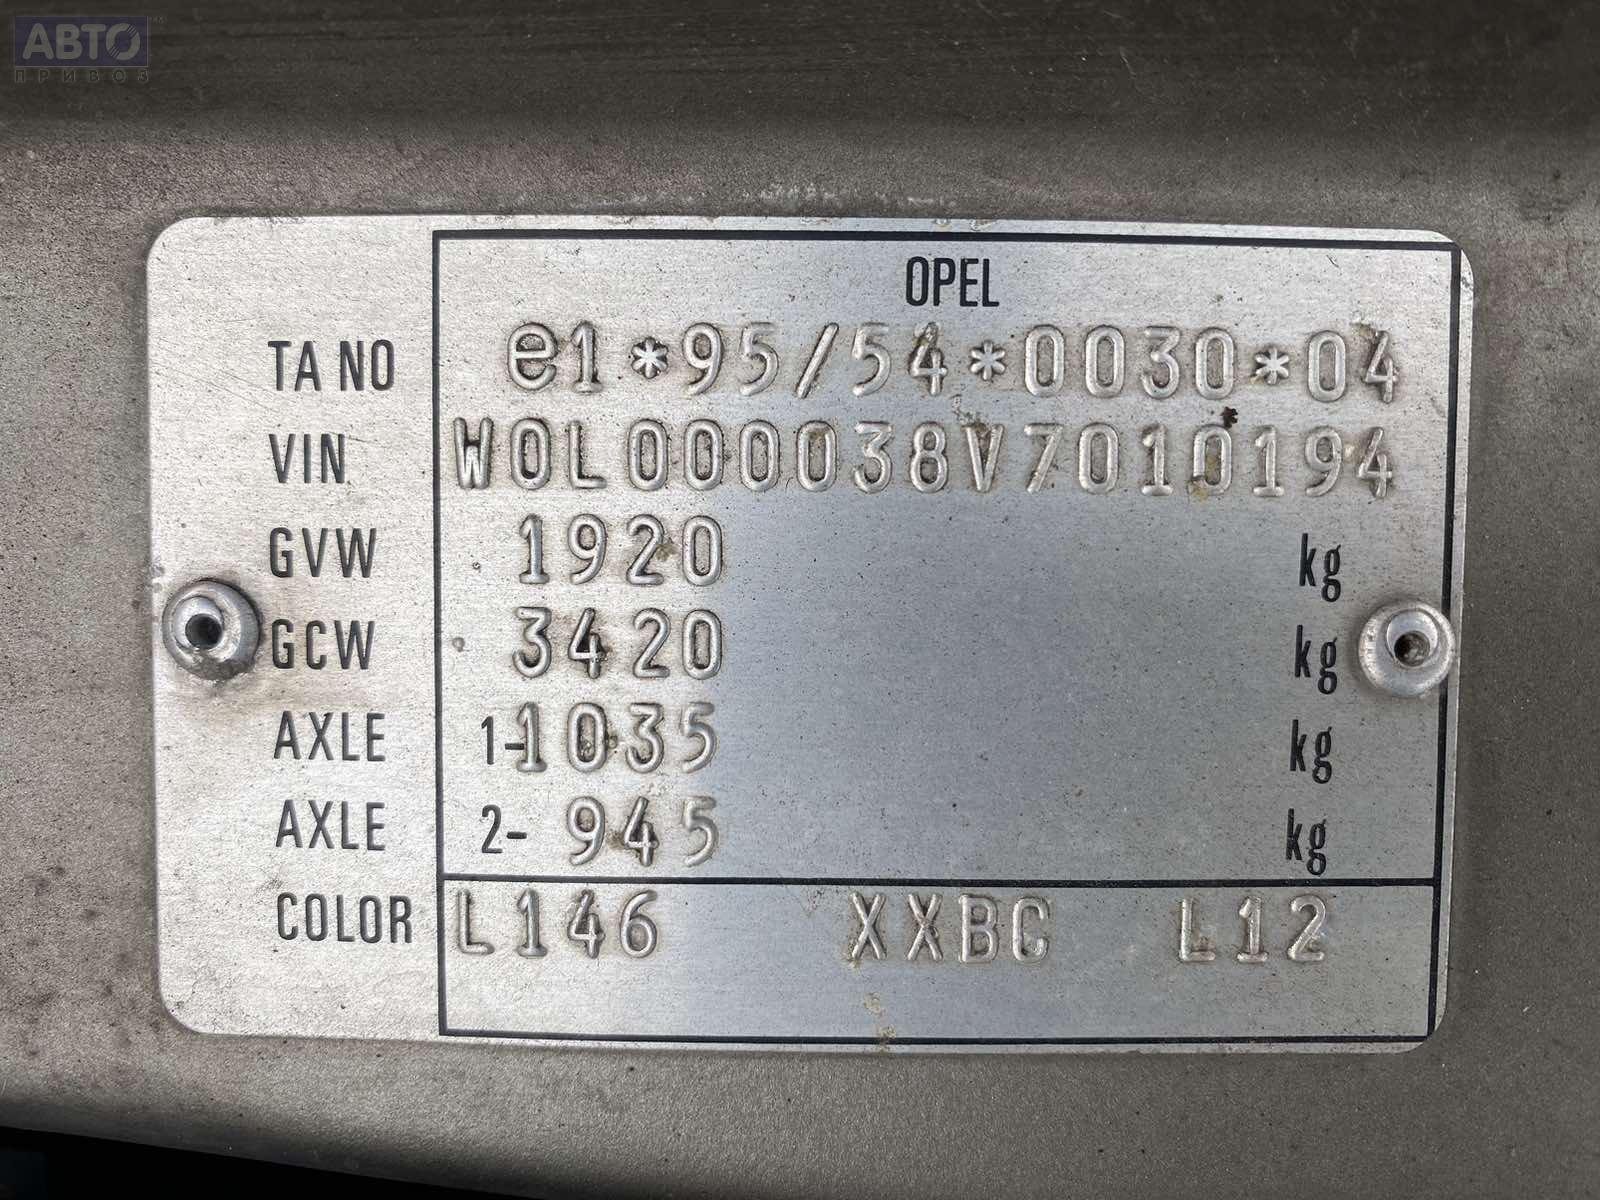 АВТО
ПРИВОЗ
OPEL
TA NO e1*95/54*0030*04
VIN W0L000038V7010194
GVW 1920 kg
GCW 3420 kg
AXLE 1-1035 kg
AXLE 2- 945 kg
COLOR L146 XXBC L12